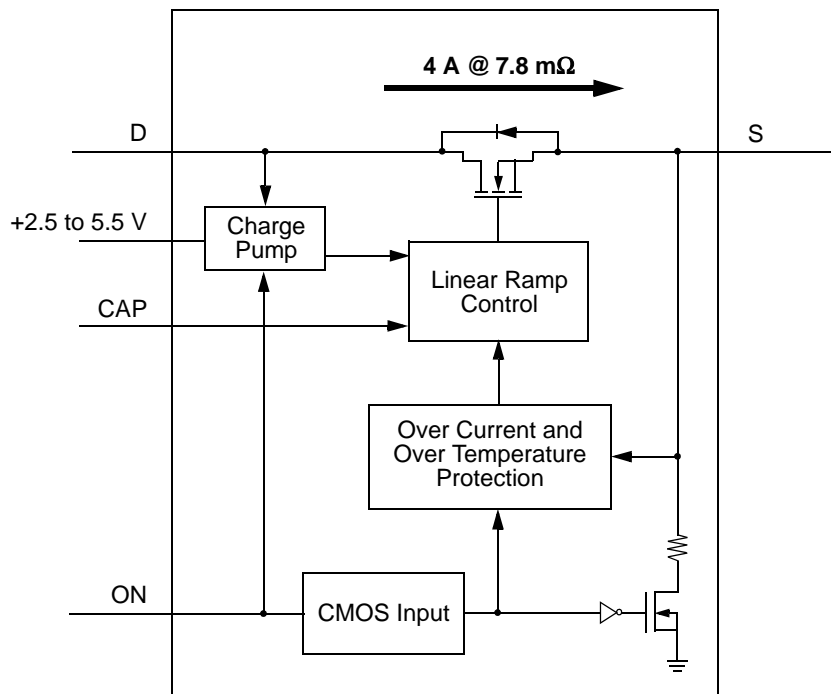 4 A @ 7.8 mΩ
D
S
+2.5 to 5.5 V
Charge
Pump
Linear Ramp
Control
CAP
Over Current and
Over Temperature
Protection
ON
CMOS Input